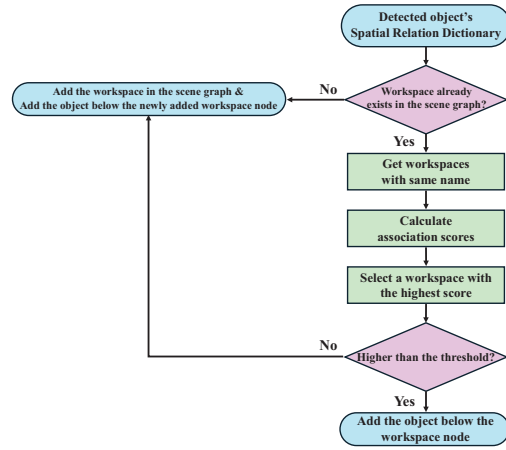 Detected object's
Spatial Relation Dictionary
Add the workspace in the scene graph &
Add the object below the newly added workspace node
No
Workspace already
exists in the scene graph?
Yes
Get workspaces
with same name
Calculate
association scores
Select a workspace with
the highest score
No
Higher than the threshold?
Yes
Add the object below the
workspace node